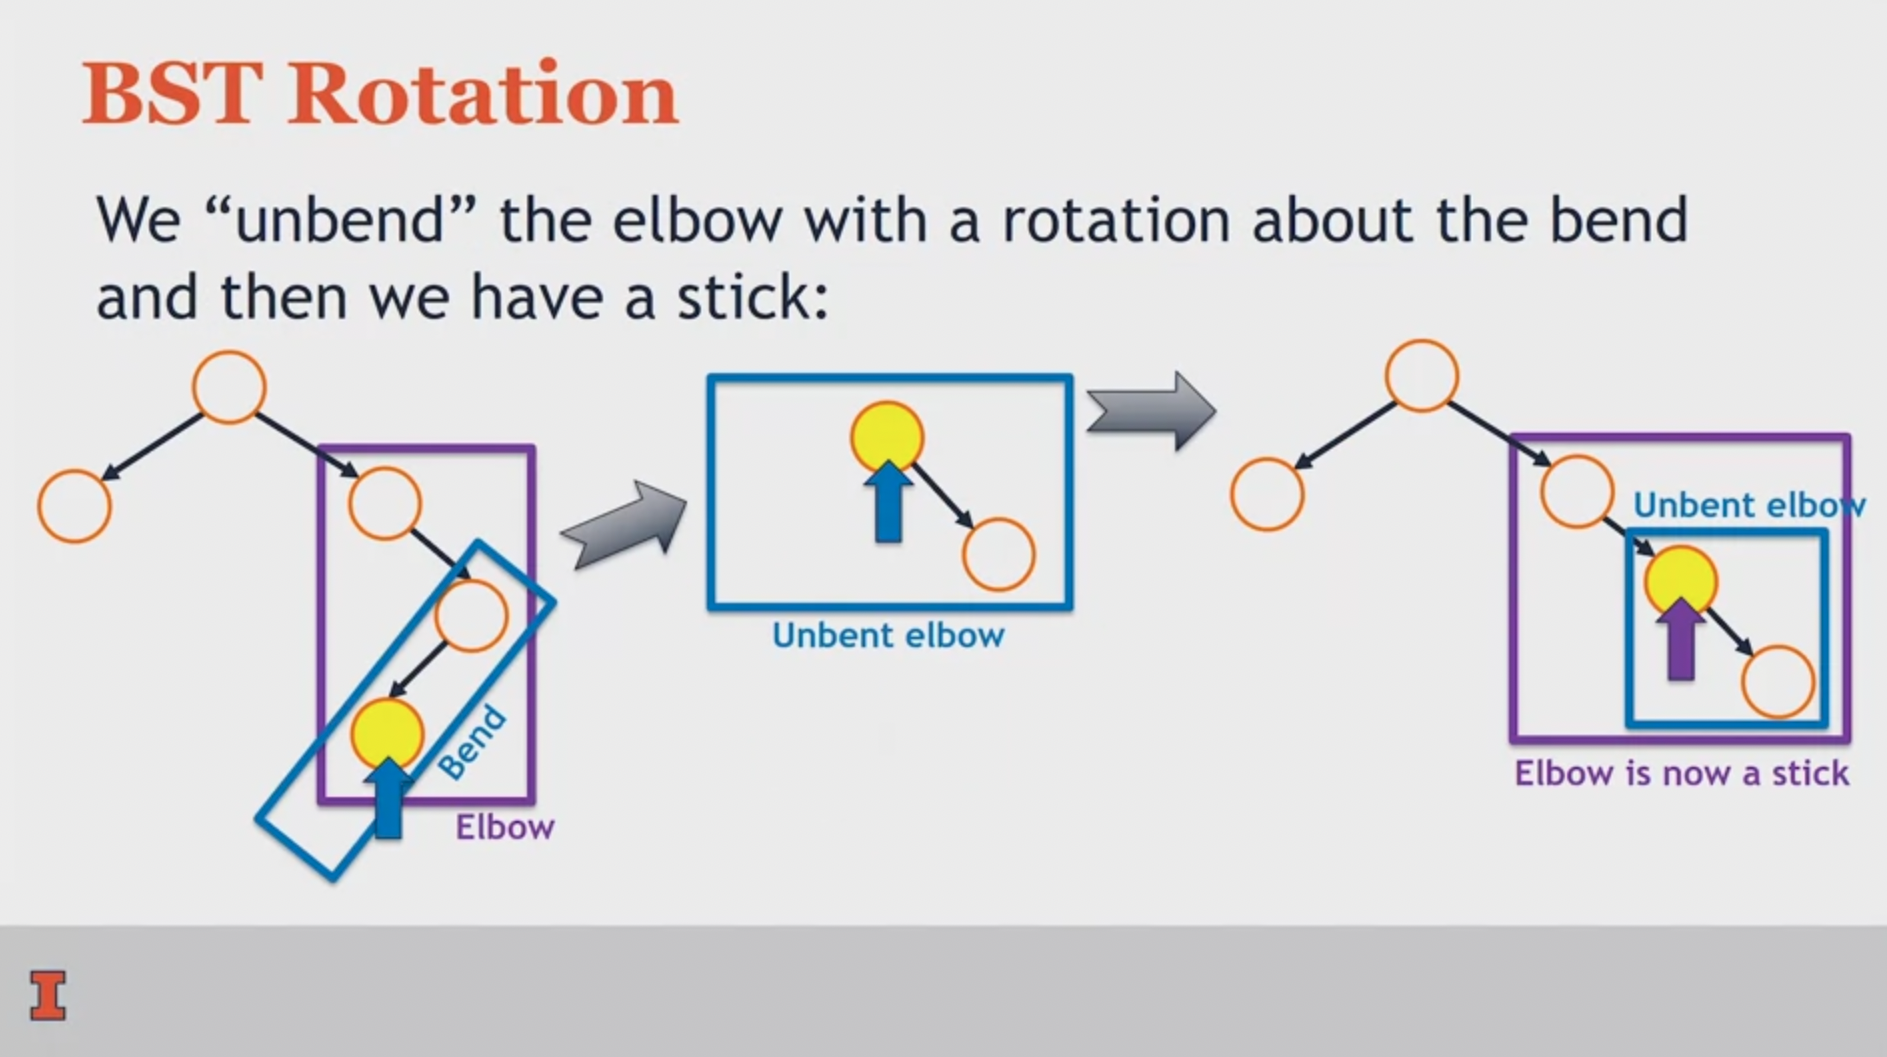 BST Rotation
We “unbend” the elbow with a rotation about the bend
and then we have a stick:
Bend
Elbow
Unbent elbow
Unbent elbow
Elbow is now a stick
I